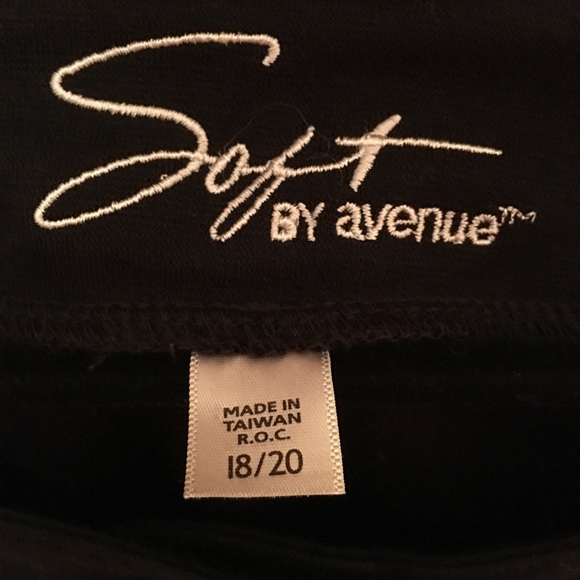 Soft
BY avenue™
MADE IN
TAIWAN
R.O.C.
18/20